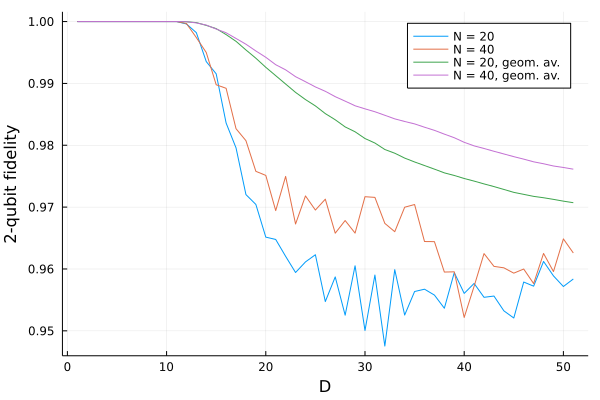 1.00
0.99
0.98
0.97
0.96
0.95
2-qubit fidelity
N = 20
N = 40
N = 20, geom. av.
N = 40, geom. av.
0 10 20 30 40 50
D